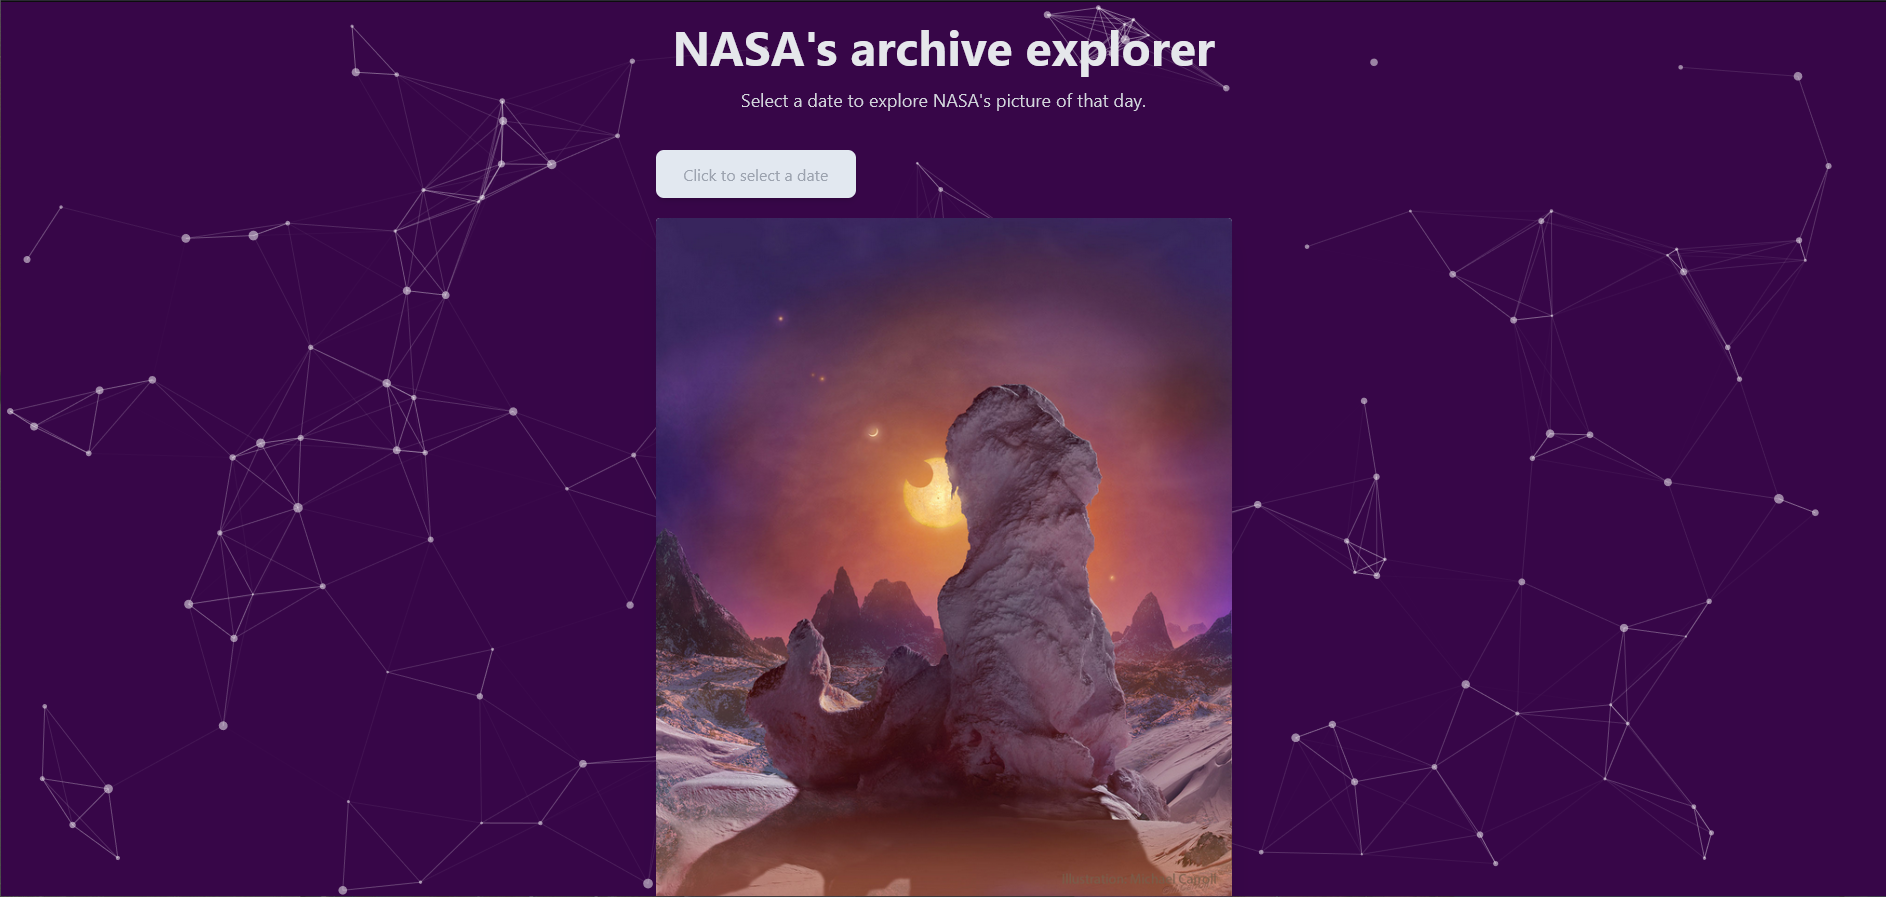 NASA's archive explorer
Select a date to explore NASA's picture of that day.
Click to select a date
Illustration: Michael Carroll